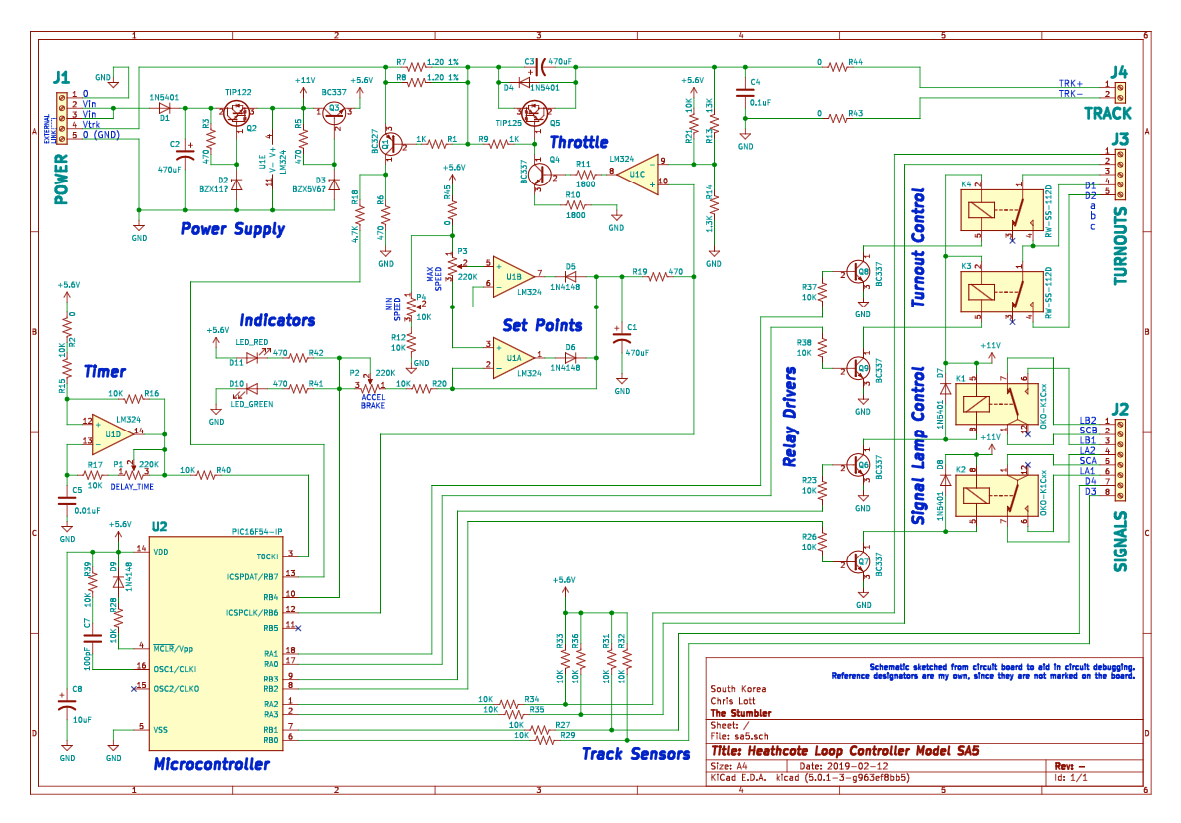 1 2 3 4 5 6
A
B
C
D
J1
POWER
EXTERNAL LINK
1 0
2 Vin
3 Vin
4 Vtrk
5 0 (GND)
GND
1N5401
D1
C2
470uF
R3
470
TIP122
Q2
D2
BZX11?
+11V
U1E
LM324
V+
V-
R5
470
BC337
Q3
D3
BZX5V6?
+5.6V
GND
Power Supply
R7 1.20 1%
R8 1.20 1%
BC327
Q1
1K R1
R18
4.7K
R6
470
GND
C3 470uF
D4 1N5401
TIP125 Q5
R9 1K
Throttle
BC337
Q4
R11
1800
R10
1800
GND
LM324
U1C
+5.6V
R21
10K
R13
13K
R14
1.3K
GND
C4
0.1uF
GND
0 R44
0 R43
J4
TRK+ 1
TRK- 2
TRACK
J3
1
2
3
D1 4
D2 5
a
b
c
TURNOUTS
K4
RW-SS-112D
K3
RW-SS-112D
Turnout Control
+5.6V
R45
0
P3
220K
MAX SPEED
MIN SPEED
P4
10K
R12
10K
GND
U1B
LM324
D5
1N4148
Set Points
U1A
LM324
D6
1N4148
C1
470uF
GND
R19 470
Q8
BC337
GND
R37
10K
R38
10K
Q9
BC337
GND
Relay Drivers
R23
10K
Q6
BC337
GND
R26
10K
Q7
BC337
GND
+11V
D7
1N5401
K1
OKO-K1Cxx
+11V
D8
1N5401
K2
OKO-K1Cxx
Signal Lamp Control
J2
LB2 1
SCB 2
LB1 3
LA2 4
SCA 5
LA1 6
D4 7
D3 8
SIGNALS
+5.6V
0
R2
10K
R15
Timer
10K R16
LM324
U1D
R17
10K
P1 220K
DELAY_TIME
10K R40
C5
0.01uF
GND
Indicators
+5.6V
LED_RED
D11
470 R42
D10
LED_GREEN
470 R41
GND
P2 220K
ACCEL
BRAKE
10K R20
+5.6V
U2
PIC16F54-IP
14 VDD
4 MCLR/Vpp
16 OSC1/CLKI
15 OSC2/CLKO
5 VSS
TOCKI 3
ICSPDAT/RB7 13
RB4 10
ICSPCLK/RB6 12
RB5 11
RA1 18
RA0 17
RB3 9
RB2 8
RA2 1
RA3 2
RB1 7
RB0 6
R39
10K
D9
1N4148
R28
10K
C7
100pF
C8
10uF
GND
GND
Microcontroller
+5.6V
R33
10K
R36
10K
R31
10K
R32
10K
10K R34
10K R35
10K R27
10K R29
Track Sensors
Schematic sketched from circuit board to aid in circuit debugging.
Reference designators are my own, since they are not marked on the board.
South Korea
Chris Lott
The Stumbler
Sheet: /
File: sa5.sch
Title: Heathcote Loop Controller Model SA5
Size: A4 Date: 2019-02-12 Rev: -
KiCad E.D.A. kicad (5.0.1-3-g963ef8bb5) Id: 1/1